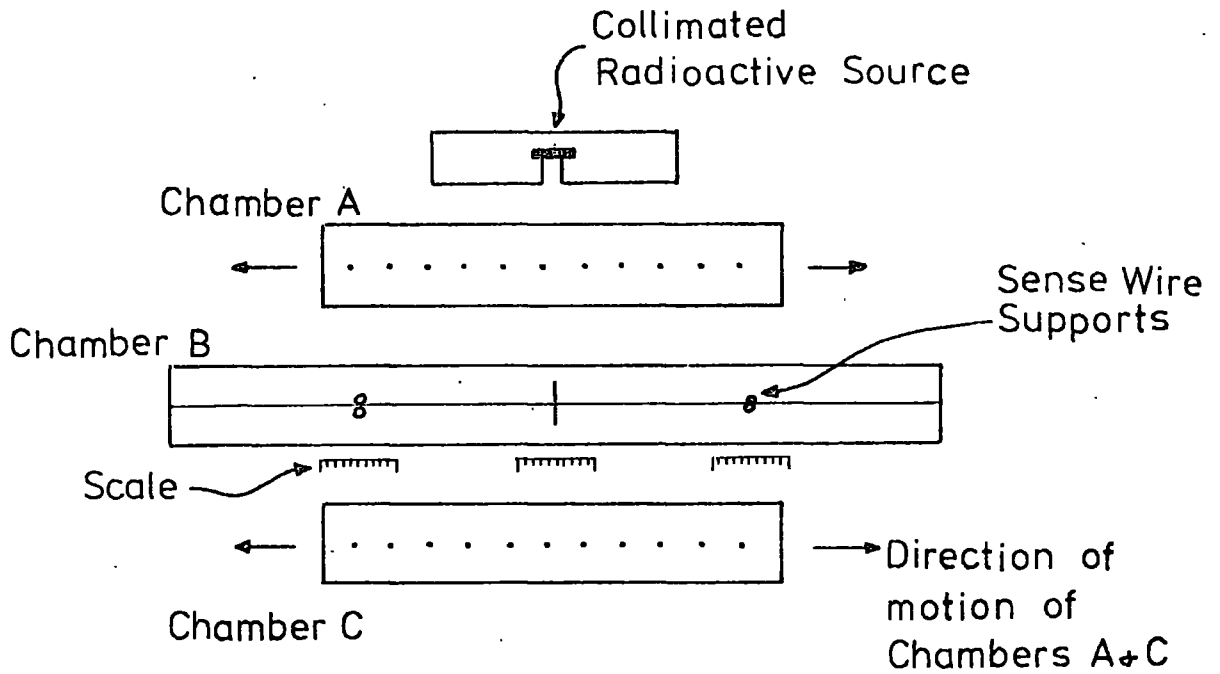 Collimated
Radioactive Source
Chamber A
Sense Wire
Supports
Chamber B
Scale
Direction of
motion of
Chambers A+C
Chamber C